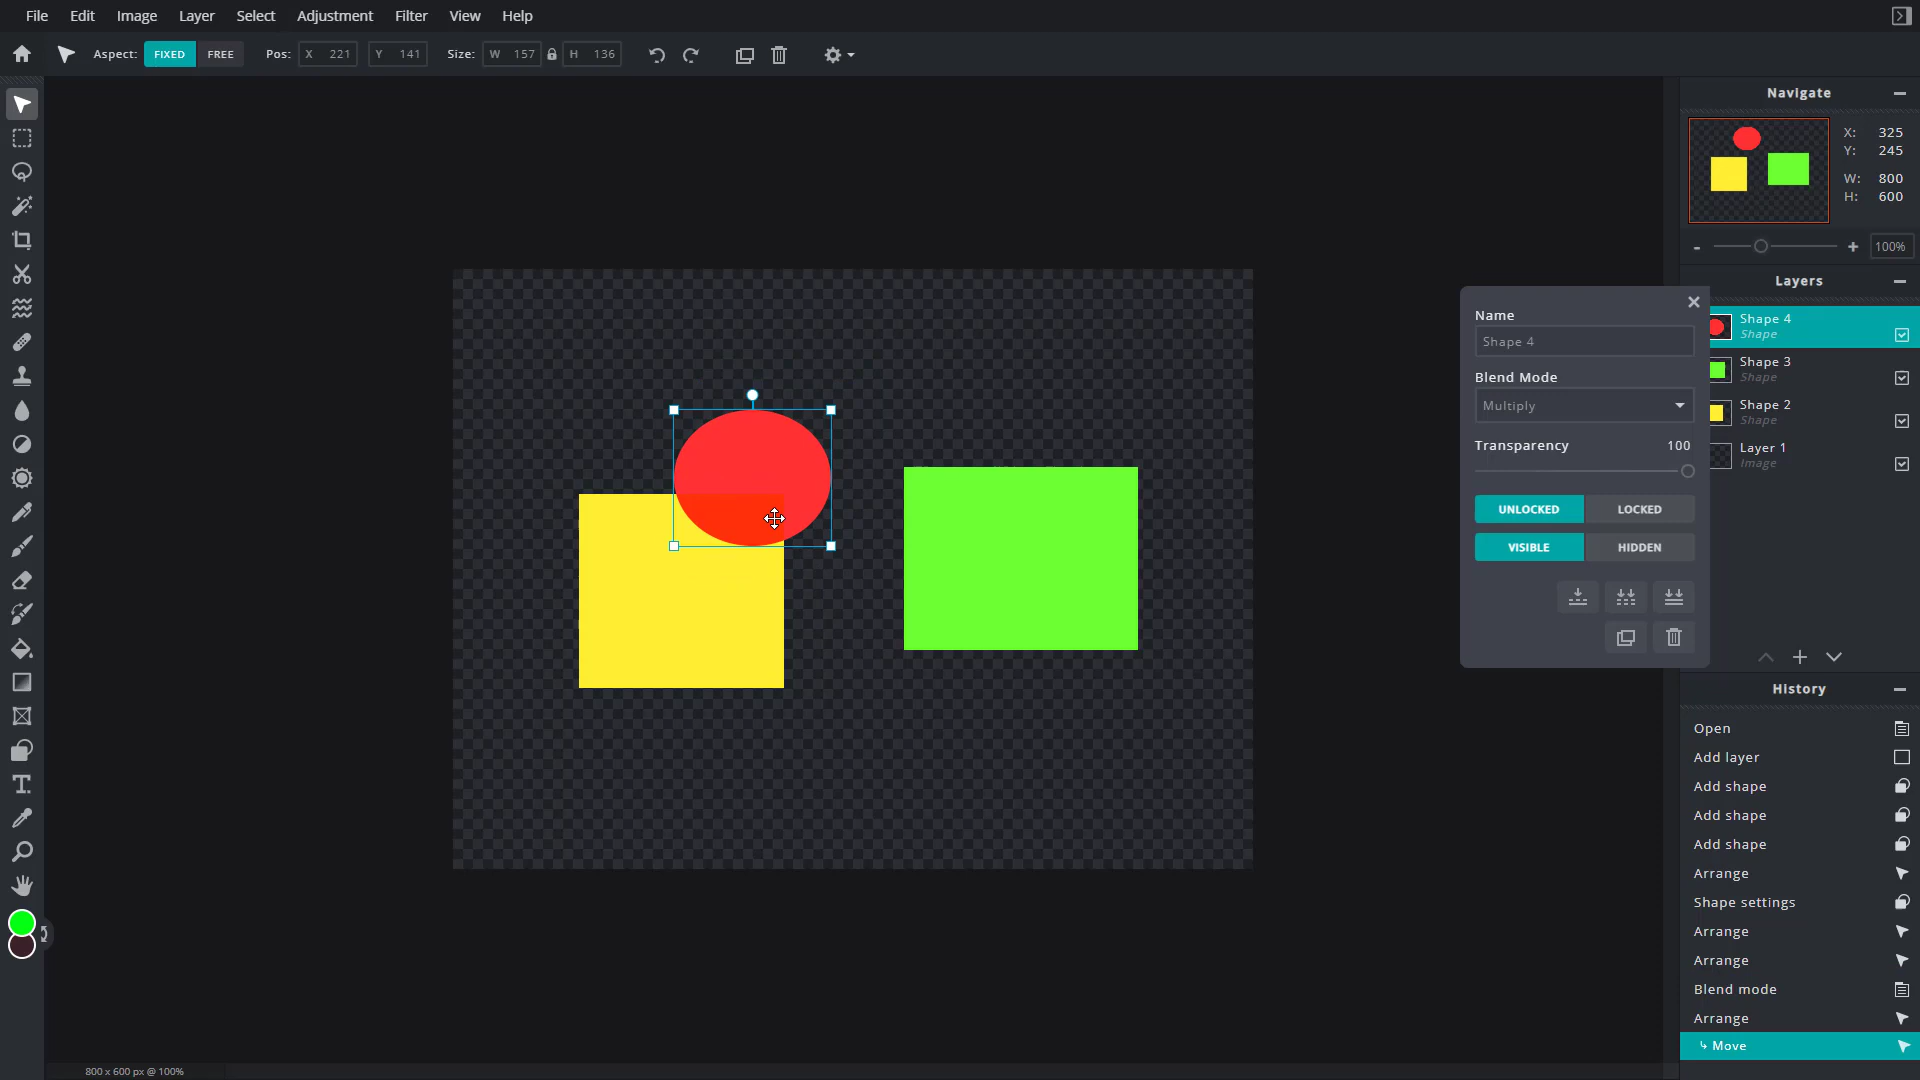 File Edit Image Layer Select Adjustment Filter View Help
Aspect: FIXED FREE Pos: X 221 Y 141 Size: W 157 H 136
Navigate
X: 325
Y: 245
W: 800
H: 600
- + 100%
Layers
Name
Shape 4
Blend Mode
Multiply
Transparency 100
UNLOCKED LOCKED
VISIBLE HIDDEN
Shape 4
Shape
Shape 3
Shape
Shape 2
Shape
Layer 1
Image
History
Open
Add layer
Add shape
Add shape
Add shape
Arrange
Shape settings
Arrange
Arrange
Blend mode
Arrange
Move
800 x 600 px @ 100%